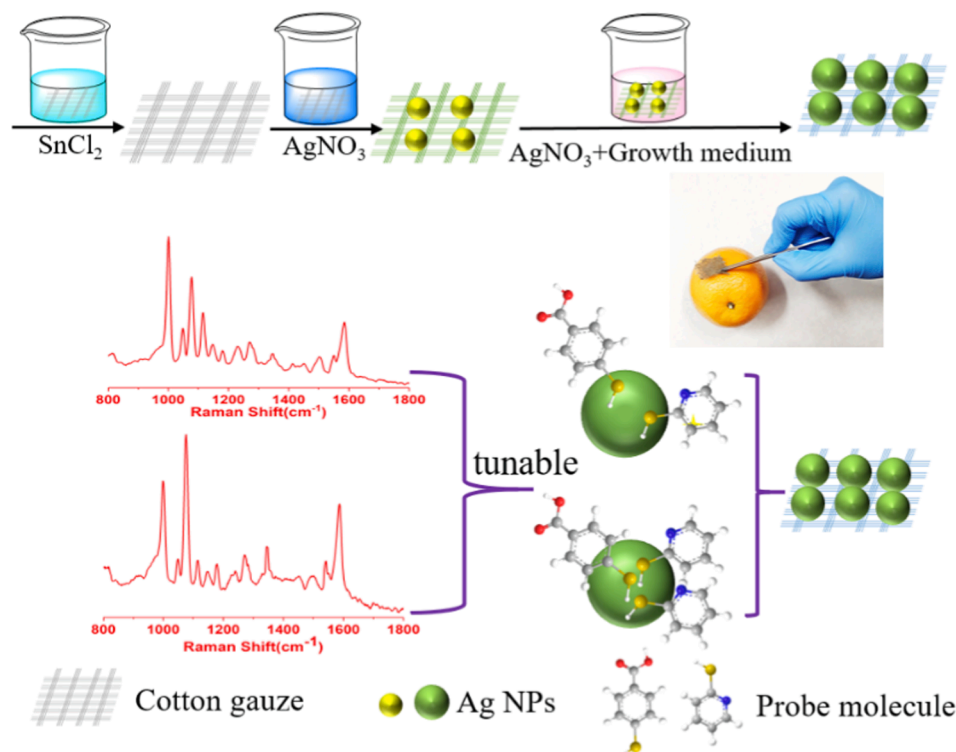 SnCl₂
AgNO₃
AgNO₃+Growth medium
800 1000 1200 1400 1600 1800
Raman Shift(cm⁻¹)
tunable
800 1000 1200 1400 1600 1800
Raman Shift(cm⁻¹)
Cotton gauze
Ag NPs
Probe molecule